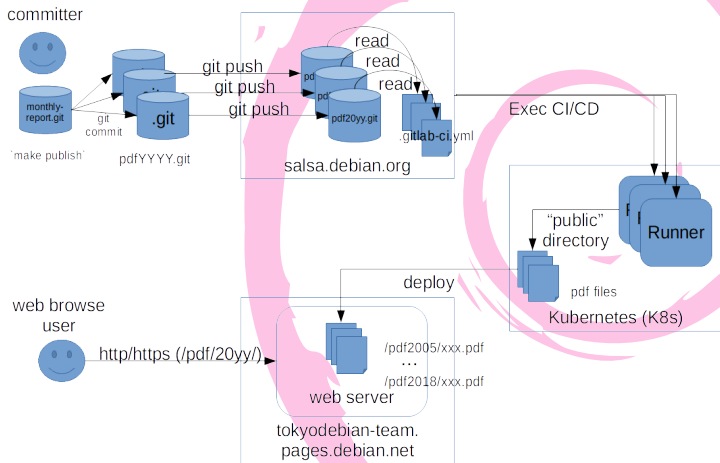 committer
monthly-
report.git
`make publish`
git
commit
.git
pdfYYYY.git
git push
git push
git push
read
read
read
pdf20yy.git
.gitlab-ci.yml
salsa.debian.org
Exec CI/CD
Runner
“public”
directory
pdf files
Kubernetes (K8s)
deploy
web browse
user
http/https (/pdf/20yy/)
/pdf2005/xxx.pdf
…
/pdf2018/xxx.pdf
web server
tokyodebian-team.
pages.debian.net